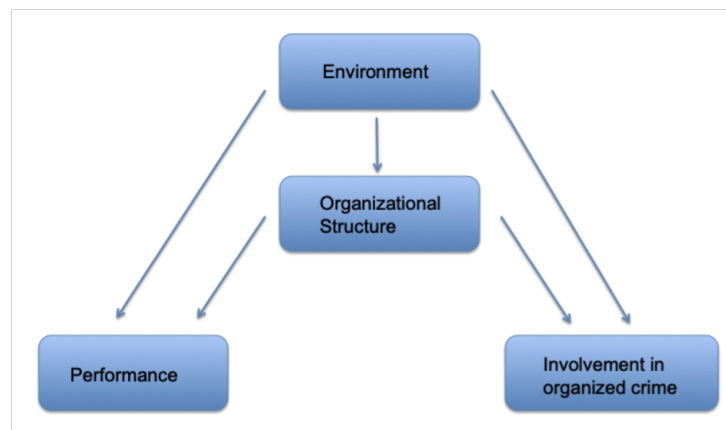 Environment
Organizational
Structure
Performance
Involvement in
organized crime